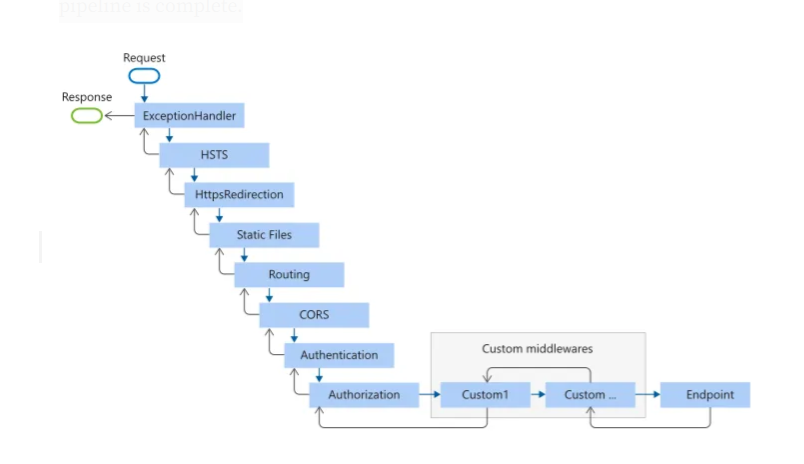 pipeline is complete.
Request
Response
ExceptionHandler
HSTS
HttpsRedirection
Static Files
Routing
CORS
Authentication
Custom middlewares
Authorization
Custom1
Custom ...
Endpoint